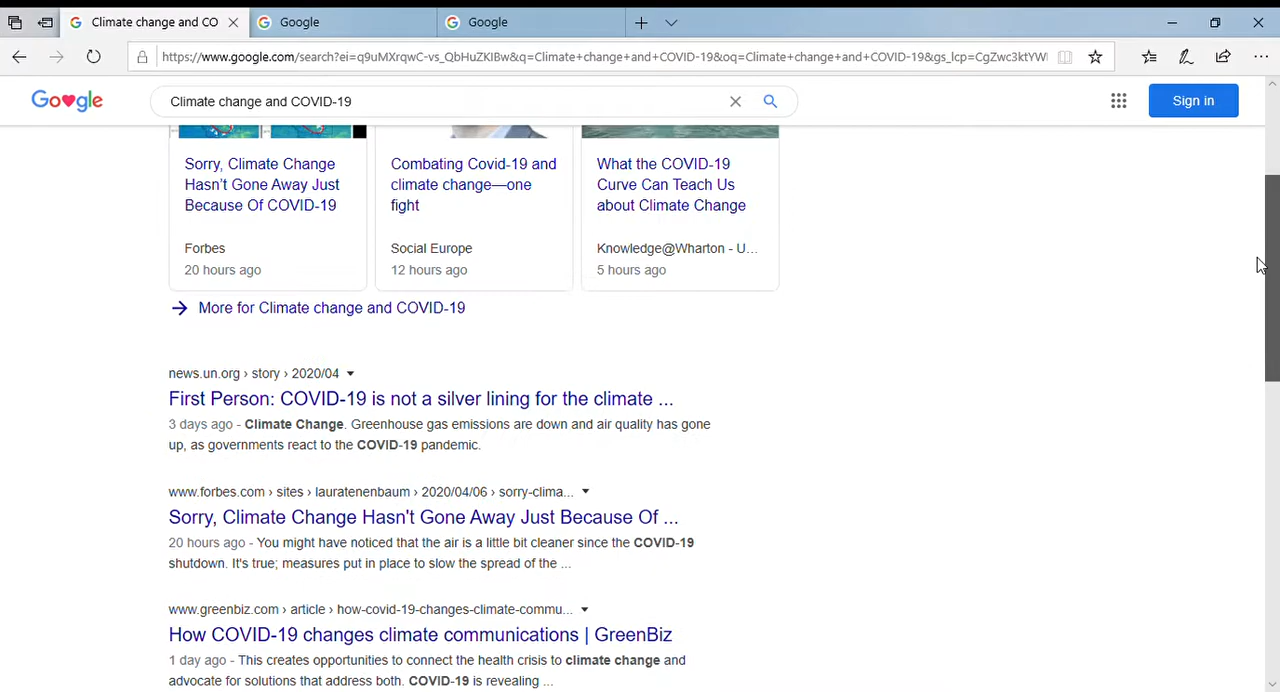 Climate change and CO
Google
Google
https://www.google.com/search?ei=q9uMXrqwC-vs_QbHuZKIBw&q=Climate+change+and+COVID-19&oq=Climate+change+and+COVID-19&gs_lcp=CgZwc3ktYW
Google
Climate change and COVID-19
Sign in
Sorry, Climate Change
Hasn't Gone Away Just
Because Of COVID-19
Forbes
20 hours ago
Combating Covid-19 and
climate change—one
fight
Social Europe
12 hours ago
What the COVID-19
Curve Can Teach Us
about Climate Change
Knowledge@Wharton - U...
5 hours ago
More for Climate change and COVID-19
news.un.org › story › 2020/04
First Person: COVID-19 is not a silver lining for the climate ...
3 days ago - Climate Change. Greenhouse gas emissions are down and air quality has gone
up, as governments react to the COVID-19 pandemic.
www.forbes.com › sites › lauratenenbaum › 2020/04/06 › sorry-clima...
Sorry, Climate Change Hasn't Gone Away Just Because Of ...
20 hours ago - You might have noticed that the air is a little bit cleaner since the COVID-19
shutdown. It's true; measures put in place to slow the spread of the ...
www.greenbiz.com › article › how-covid-19-changes-climate-commu...
How COVID-19 changes climate communications | GreenBiz
1 day ago - This creates opportunities to connect the health crisis to climate change and
advocate for solutions that address both. COVID-19 is revealing ...